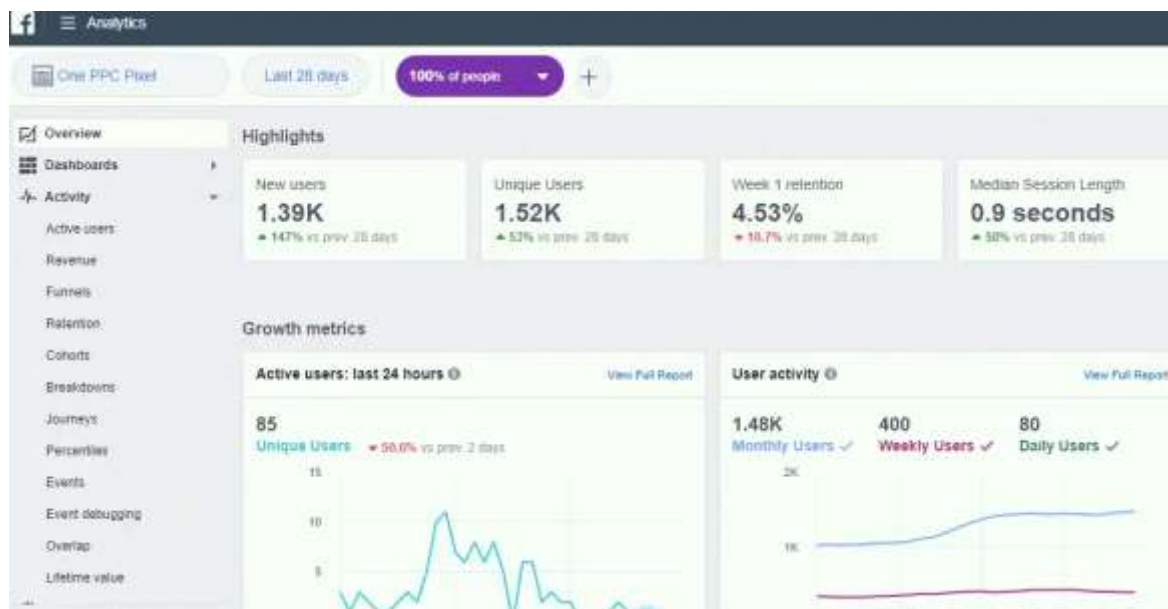 f Analytics
One PPC Pixel Last 28 days 100% of people +
Overview
Dashboards
Activity
Active users
Revenue
Funnels
Retention
Cohorts
Breakdowns
Journeys
Percentiles
Events
Event debugging
Overlap
Lifetime value
Highlights
New users
1.39K
147% vs prev. 28 days
Unique Users
1.52K
53% vs prev. 28 days
Week 1 retention
4.53%
vs prev. 28 days
Median Session Length
0.9 seconds
50% vs prev. 28 days
Growth metrics
Active users: last 24 hours View Full Report
85
Unique Users vs prev. 2 days
15
10
5
User activity View Full Report
1.48K 400 80
Monthly Users Weekly Users Daily Users
2K
1K